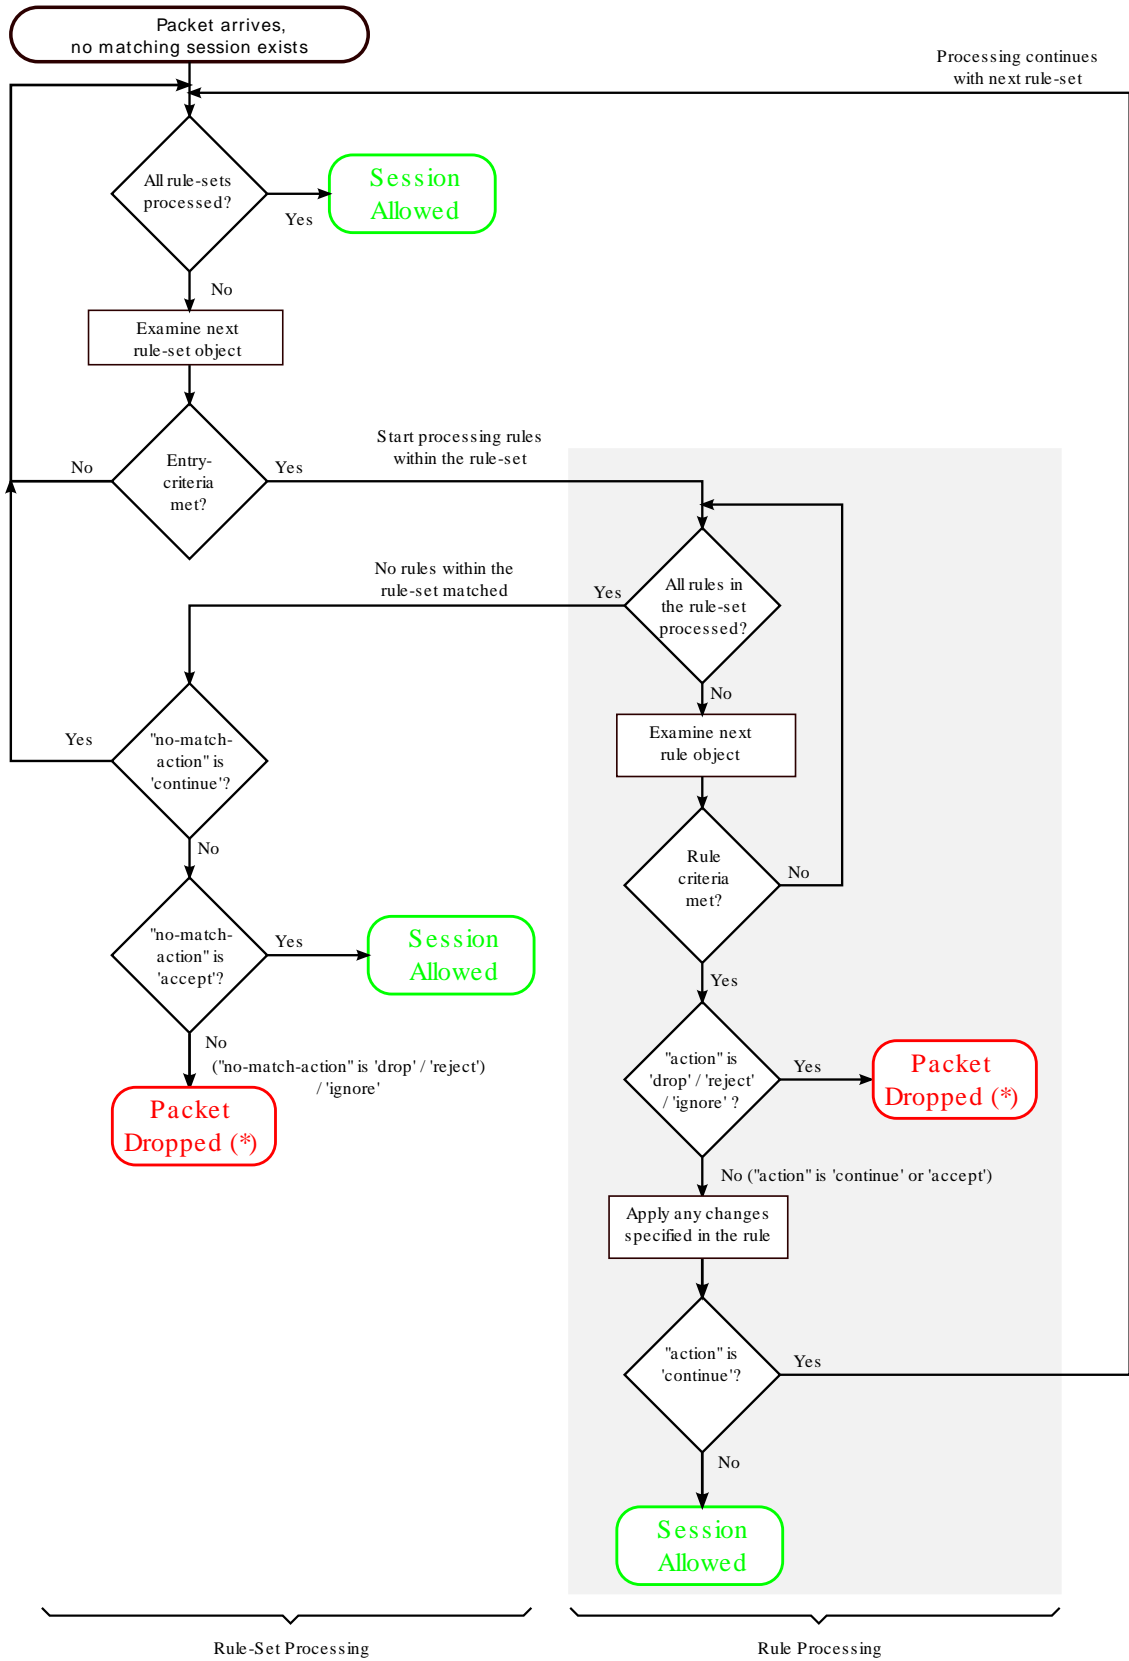 Packet arrives,
no matching session exists
Processing continues
with next rule-set
All rule-sets
processed?
Yes
Session
Allowed
No
Examine next
rule-set object
Entry-
criteria
met?
No
Yes
Start processing rules
within the rule-set
No rules within the
rule-set matched
Yes
All rules in
the rule-set
processed?
No
Examine next
rule object
Rule
criteria
met?
No
Yes
"no-match-
action" is
'continue'?
Yes
No
"no-match-
action" is
'accept'?
Yes
Session
Allowed
No
("no-match-action" is 'drop' / 'reject')
/ 'ignore'
Packet
Dropped (*)
"action" is
'drop' / 'reject'
/ 'ignore' ?
Yes
Packet
Dropped (*)
No ("action" is 'continue' or 'accept')
Apply any changes
specified in the rule
"action" is
'continue'?
Yes
No
Session
Allowed
Rule-Set Processing
Rule Processing